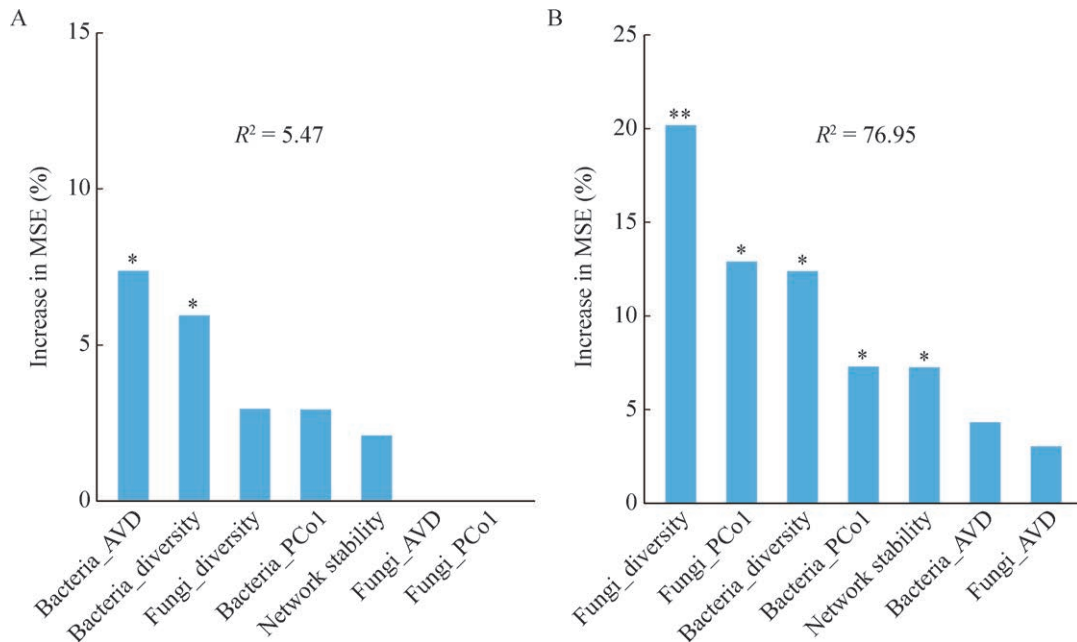 A
Increase in MSE (%)
15
10
5
0
R² = 5.47
*
*
Bacteria_AVD
Bacteria_diversity
Fungi_diversity
Bacteria_PCo1
Network stability
Fungi_AVD
Fungi_PCo1
B
Increase in MSE (%)
25
20
15
10
5
0
R² = 76.95
**
*
*
*
*
Fungi_diversity
Fungi_PCo1
Bacteria_diversity
Bacteria_PCo1
Network stability
Bacteria_AVD
Fungi_AVD